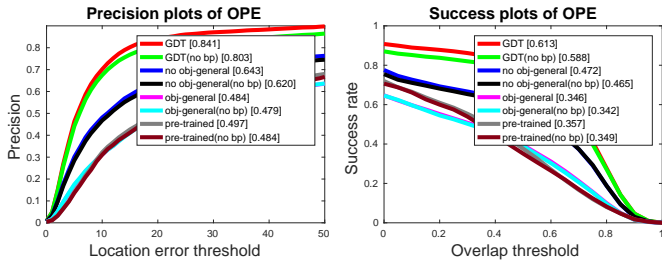 Precision plots of OPE
Precision
0.8
0.7
0.6
0.5
0.4
0.3
0.2
0.1
0
GDT [0.841]
GDT(no bp) [0.803]
no obj-general [0.643]
no obj-general(no bp) [0.620]
obj-general [0.484]
obj-general(no bp) [0.479]
pre-trained [0.497]
pre-trained(no bp) [0.484]
0 10 20 30 40 50
Location error threshold
Success plots of OPE
Success rate
1
0.8
0.6
0.4
0.2
0
GDT [0.613]
GDT(no bp) [0.588]
no obj-general [0.472]
no obj-general(no bp) [0.465]
obj-general [0.346]
obj-general(no bp) [0.342]
pre-trained [0.357]
pre-trained(no bp) [0.349]
0 0.2 0.4 0.6 0.8 1
Overlap threshold